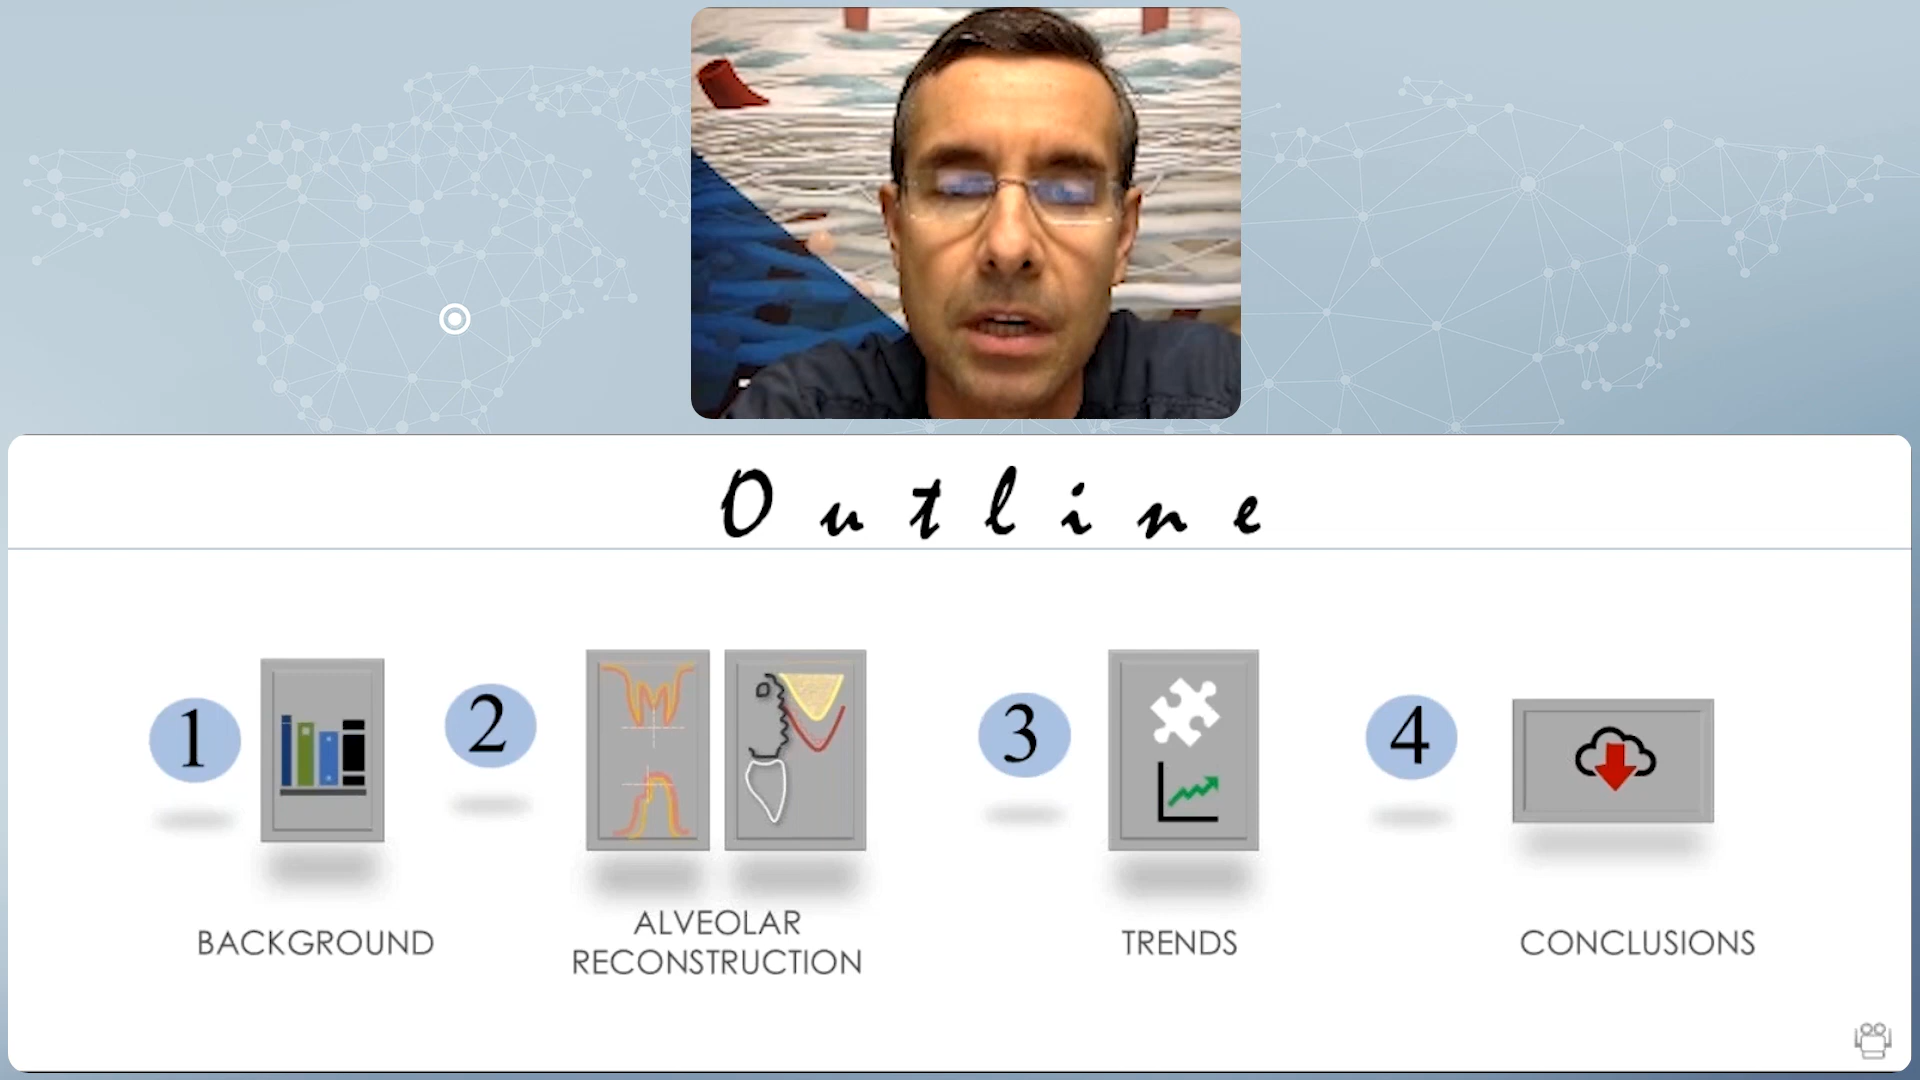 Outline
1
2
3
4
BACKGROUND
ALVEOLAR
RECONSTRUCTION
TRENDS
CONCLUSIONS